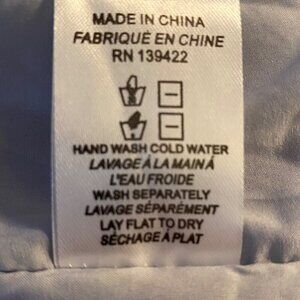 MADE IN CHINA
FABRIQUÉ EN CHINE
RN 139422
HAND WASH COLD WATER
LAVAGE À LA MAIN À
L'EAU FROIDE
WASH SEPARATELY
LAVAGE SÉPARÉMENT
LAY FLAT TO DRY
SÉCHAGE À PLAT